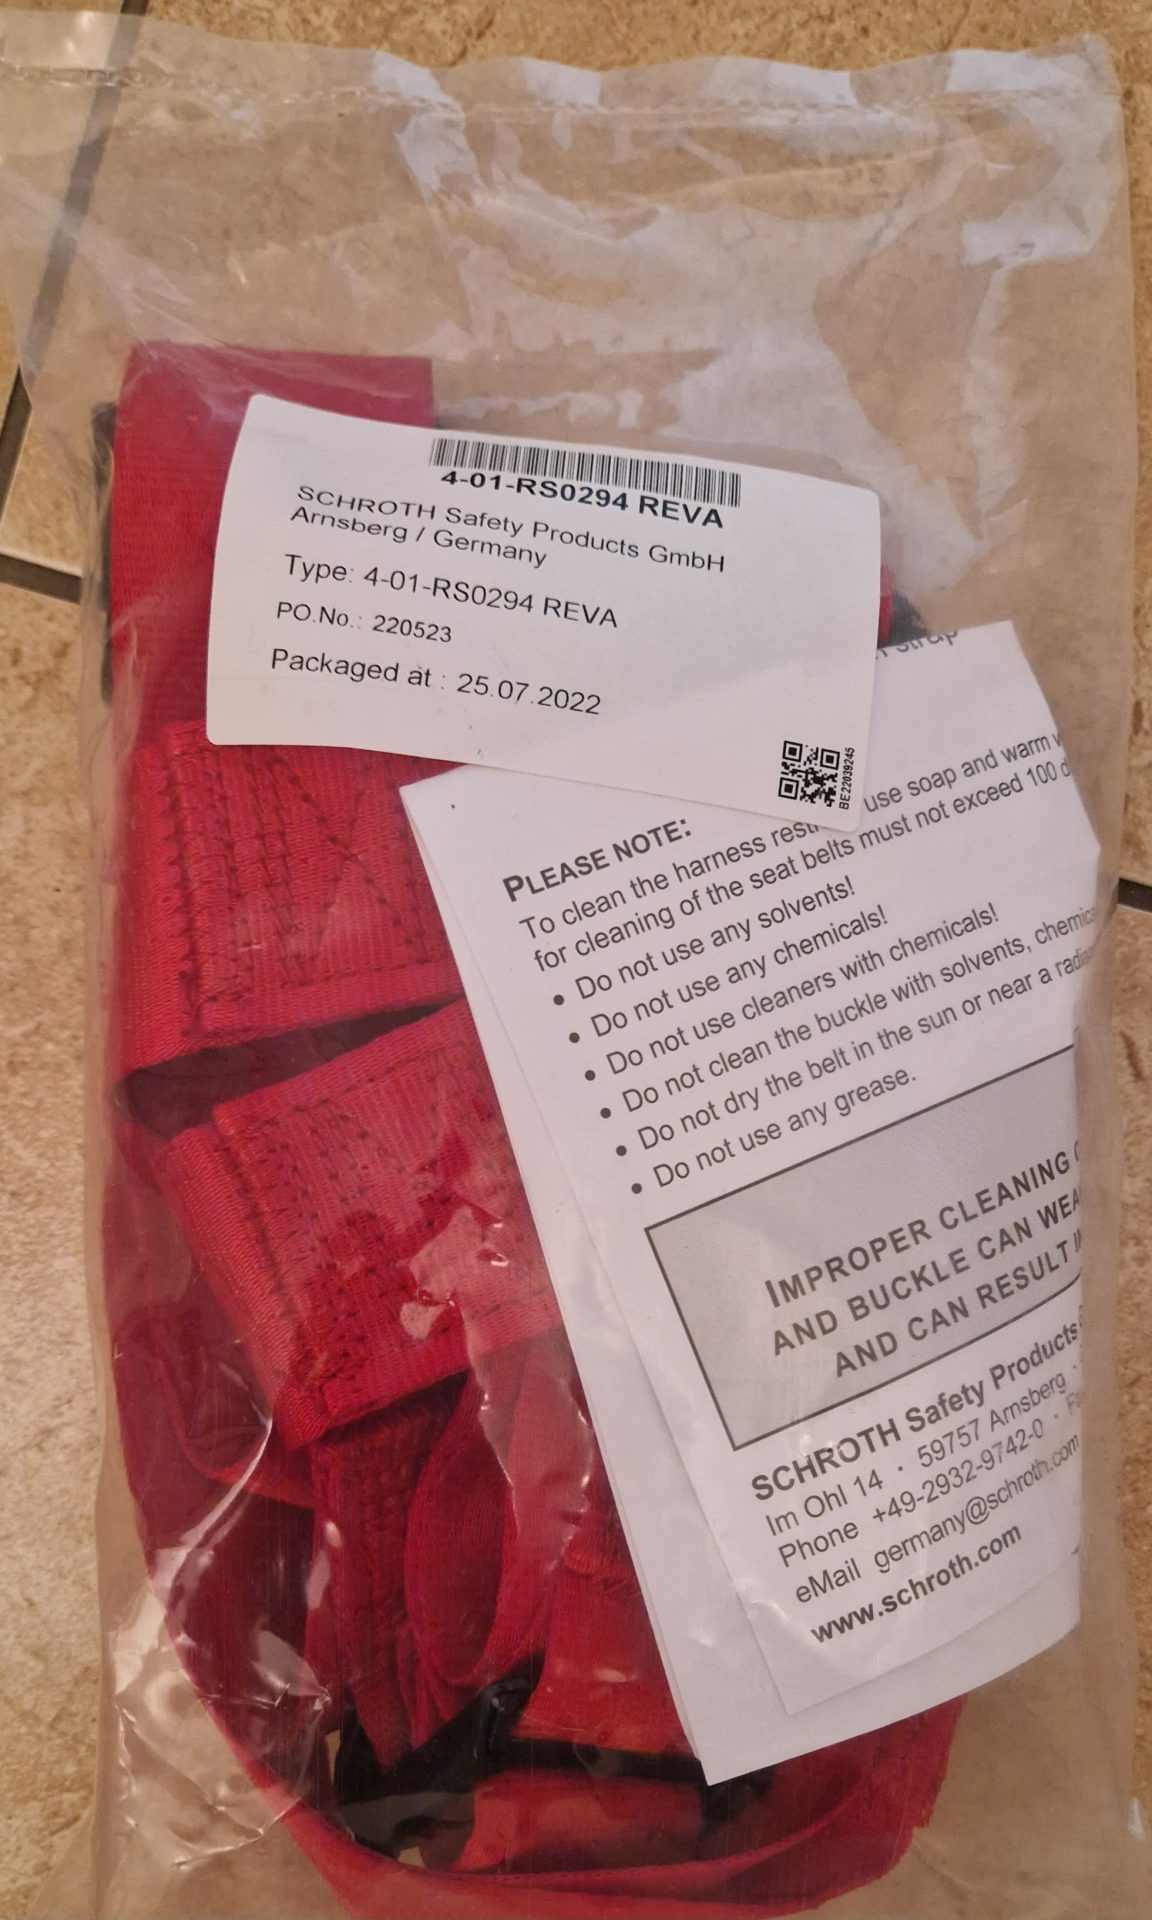 4-01-RS0294 REVA
SCHROTH Safety Products GmbH
Arnsberg / Germany
Type: 4-01-RS0294 REVA
PO.No.: 220523
Packaged at : 25.07.2022
BE22039245
strap
PLEASE NOTE:
To clean the harness use soap and warm
for cleaning of the seat belts must not exceed 100
• Do not use any solvents!
• Do not use any chemicals!
• Do not use cleaners with chemicals!
• Do not clean the buckle with solvents,
• Do not dry the belt in the sun or near a
• Do not use any grease.
IMPROPER CLEANING
AND BUCKLE CAN
AND CAN RESULT
SCHROTH Safety Products
Im Ohl 14 · 59757 Arnsberg ·
Phone +49-2932-9742-0 ·
eMail germany@schroth.com
www.schroth.com